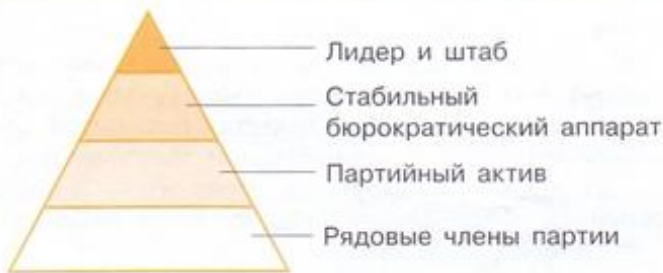 Лидер и штаб
Стабильный
бюрократический аппарат
Партийный актив
Рядовые члены партии